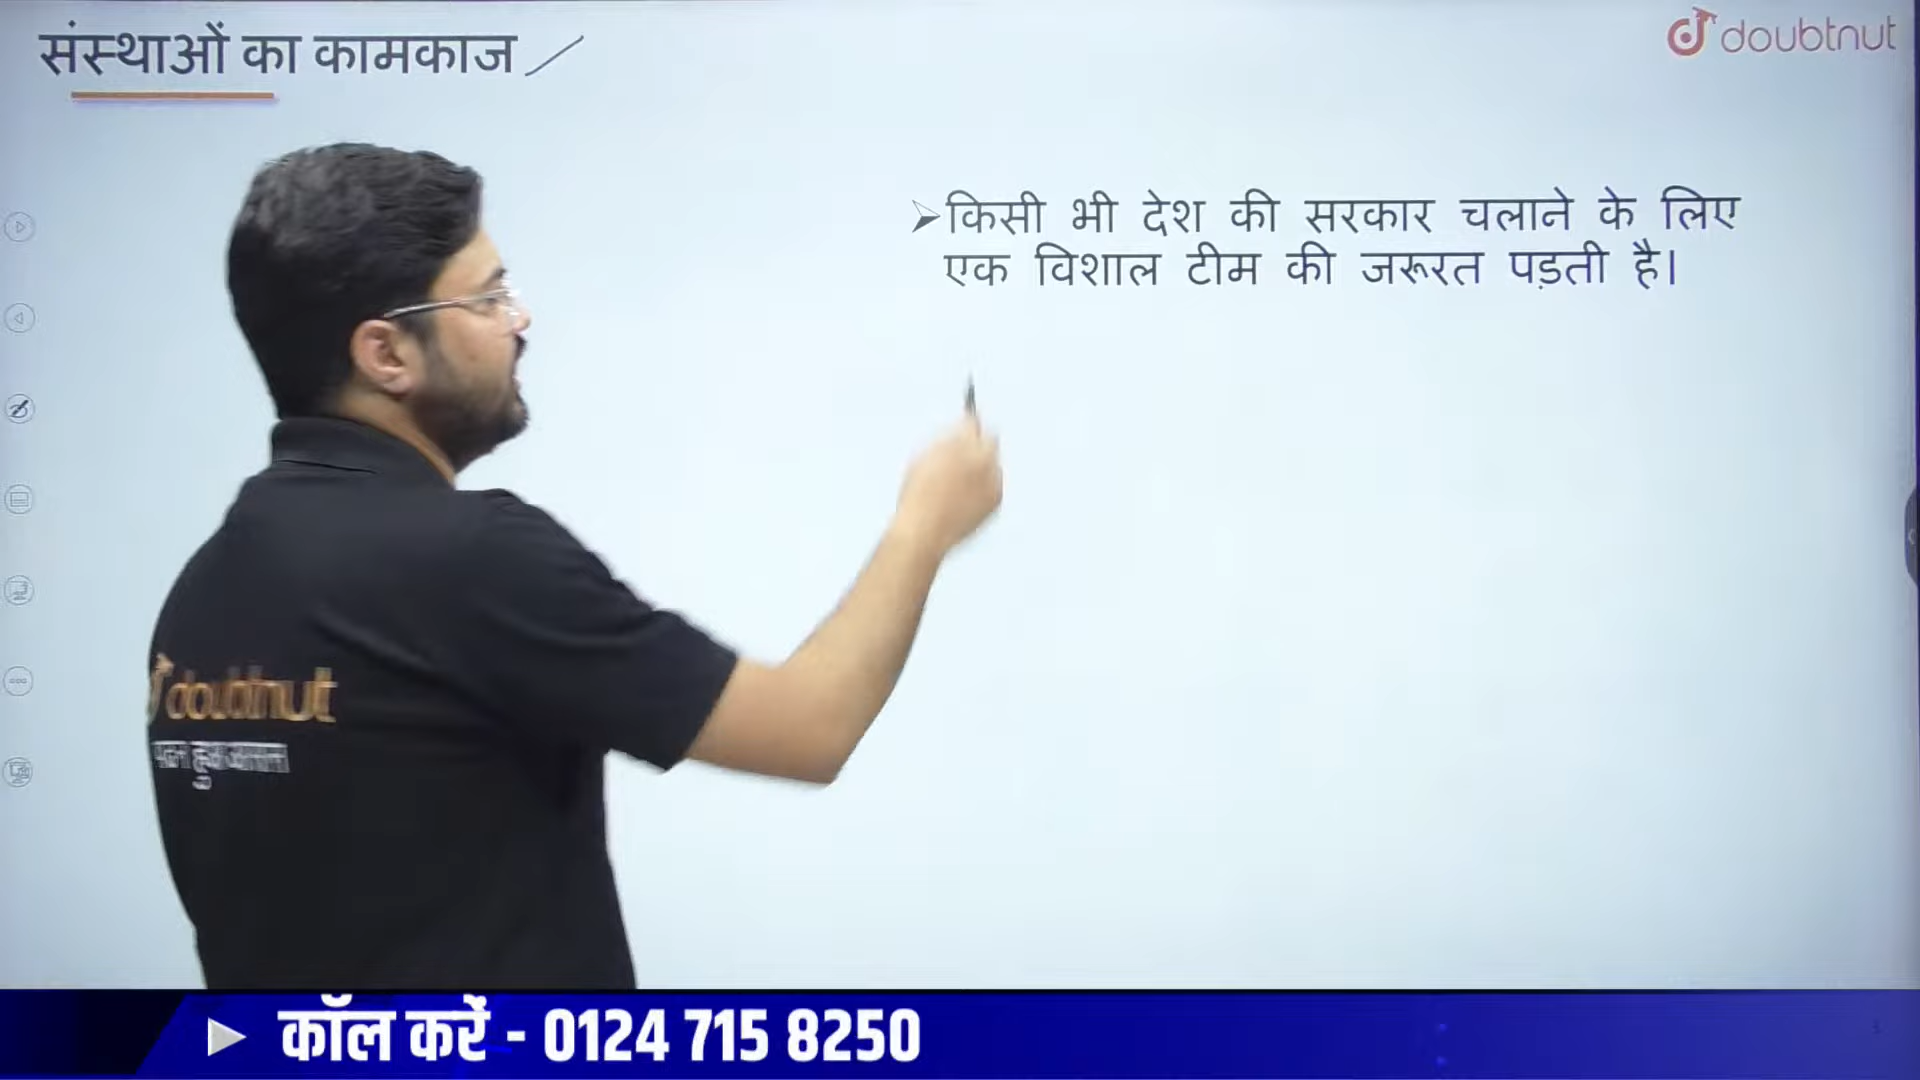 संस्थाओं का कामकाज
doubtnut
➢किसी भी देश की सरकार चलाने के लिए
एक विशाल टीम की जरूरत पड़ती है।
doubtnut
कॉल करें - 0124 715 8250